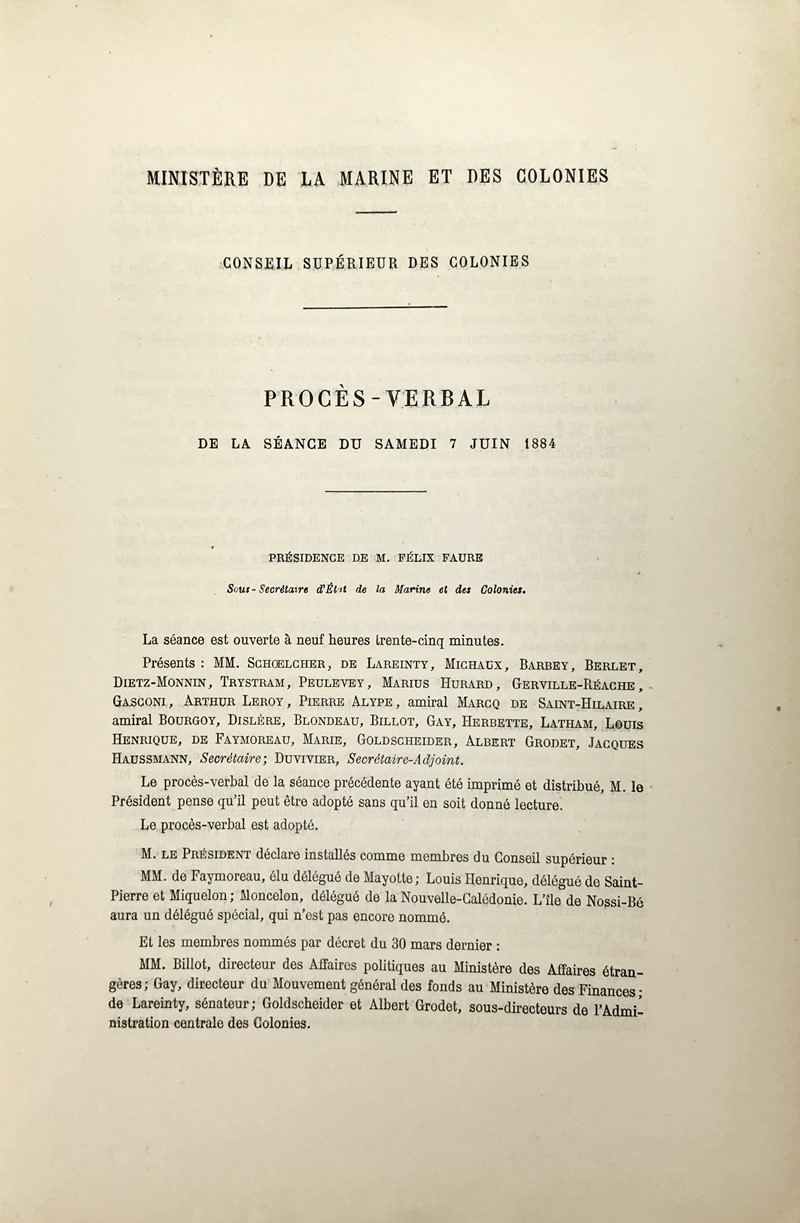 MINISTÈRE DE LA MARINE ET DES COLONIES
CONSEIL SUPÉRIEUR DES COLONIES
PROCÈS-VERBAL
DE LA SÉANCE DU SAMEDI 7 JUIN 1884
PRÉSIDENCE DE M. FÉLIX FAURE
Sous-Secrétaire d'État de la Marine et des Colonies.
La séance est ouverte à neuf heures trente-cinq minutes.
Présents : MM. SCHŒLCHER, DE LAREINTY, MICHAUX, BARBEY, BERLET,
DIETZ-MONNIN, TRYSTRAM, PEULEVEY, MARIUS HURARD, GERVILLE-RÉACHE,
GASCONI, ARTHUR LEROY, PIERRE ALYPE, amiral MARCQ DE SAINT-HILAIRE,
amiral BOURGOY, DISLÈRE, BLONDEAU, BILLOT, GAY, HERBETTE, LATHAM, LOUIS
HENRIQUE, DE FAYMOREAU, MARIE, GOLDSCHEIDER, ALBERT GRODET, JACQUES
HAUSSMANN, Secrétaire; DUVIVIER, Secrétaire-Adjoint.
Le procès-verbal de la séance précédente ayant été imprimé et distribué, M. le
Président pense qu'il peut être adopté sans qu'il en soit donné lecture.
Le procès-verbal est adopté.
M. LE PRÉSIDENT déclare installés comme membres du Conseil supérieur :
MM. de Faymoreau, élu délégué de Mayotte; Louis Henrique, délégué de Saint-
Pierre et Miquelon; Moncelon, délégué de la Nouvelle-Calédonie. L'île de Nossi-Bé
aura un délégué spécial, qui n'est pas encore nommé.
Et les membres nommés par décret du 30 mars dernier :
MM. Billot, directeur des Affaires politiques au Ministère des Affaires étran-
gères; Gay, directeur du Mouvement général des fonds au Ministère des Finances;
de Lareinty, sénateur; Goldscheider et Albert Grodet, sous-directeurs de l'Admi-
nistration centrale des Colonies.